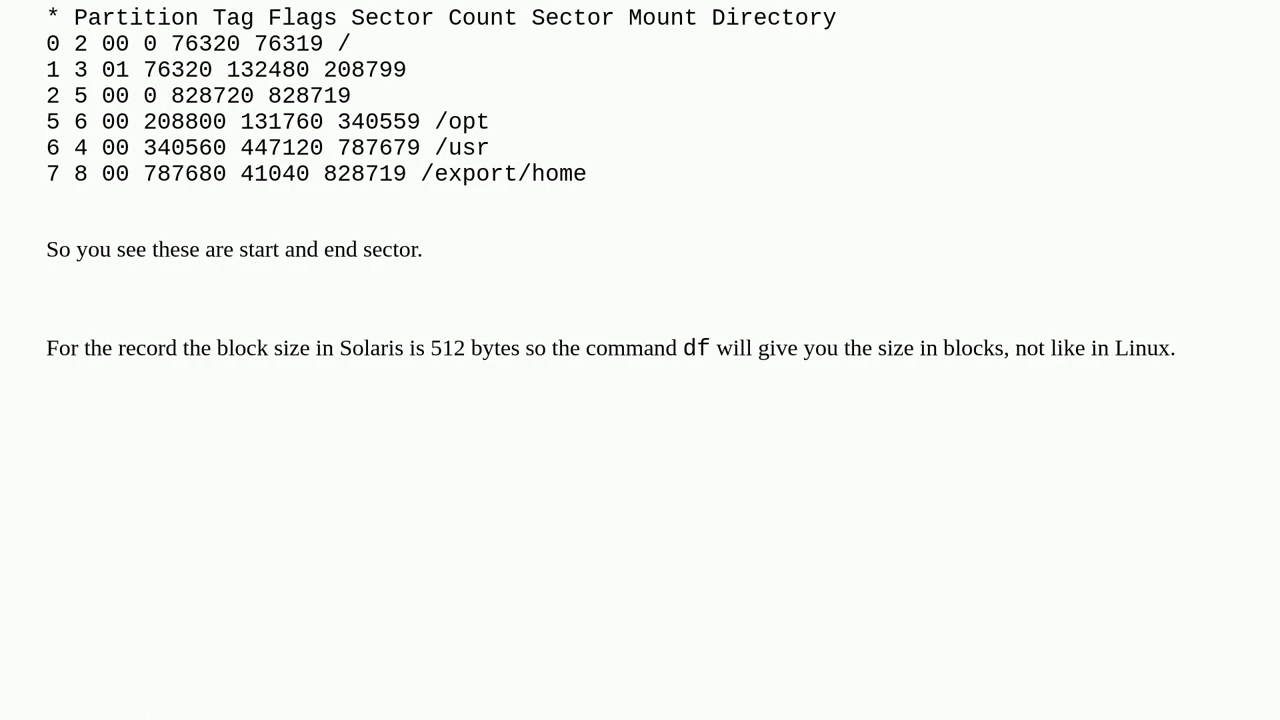 * Partition Tag Flags Sector Count Sector Mount Directory
0 2 00 0 76320 76319 /
1 3 01 76320 132480 208799
2 5 00 0 828720 828719
5 6 00 208800 131760 340559 /opt
6 4 00 340560 447120 787679 /usr
7 8 00 787680 41040 828719 /export/home
So you see these are start and end sector.
For the record the block size in Solaris is 512 bytes so the command df will give you the size in blocks, not like in Linux.